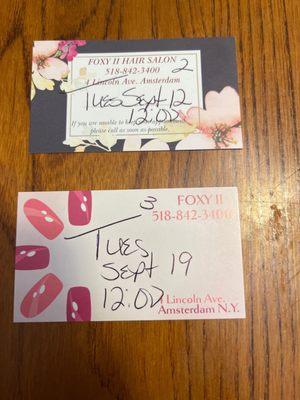 FOXY II HAIR SALON
518-842-3400
2
4 Lincoln Ave. Amsterdam
Tues Sept 12
12:00
If you are unable to keep
please call as soon as possible.
3
FOXY II
518-842-3400
Tues
Sept 19
12:00
4 Lincoln Ave.
Amsterdam N.Y.